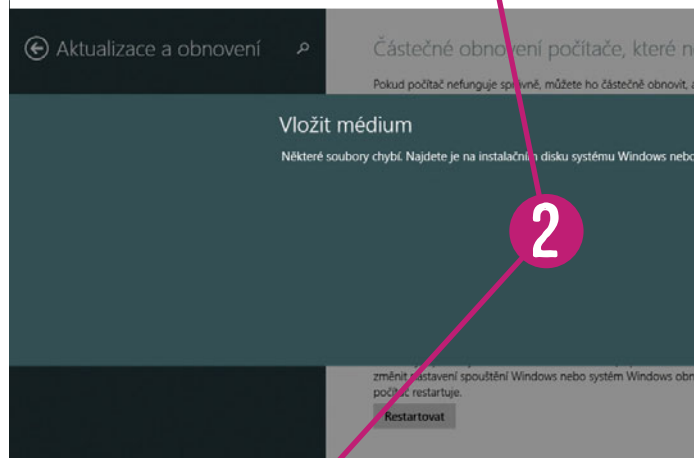 Aktualizace a obnovení
Částečné obnovení počítače, které
Pokud počítač nefunguje správně, můžete ho částečně obnovit,
Vložit médium
Některé soubory chybí. Najdete je na instalačním disku systému Windows nebo
2
změnit nastavení spouštění Windows nebo systém Windows
počítač restartuje.
Restartovat